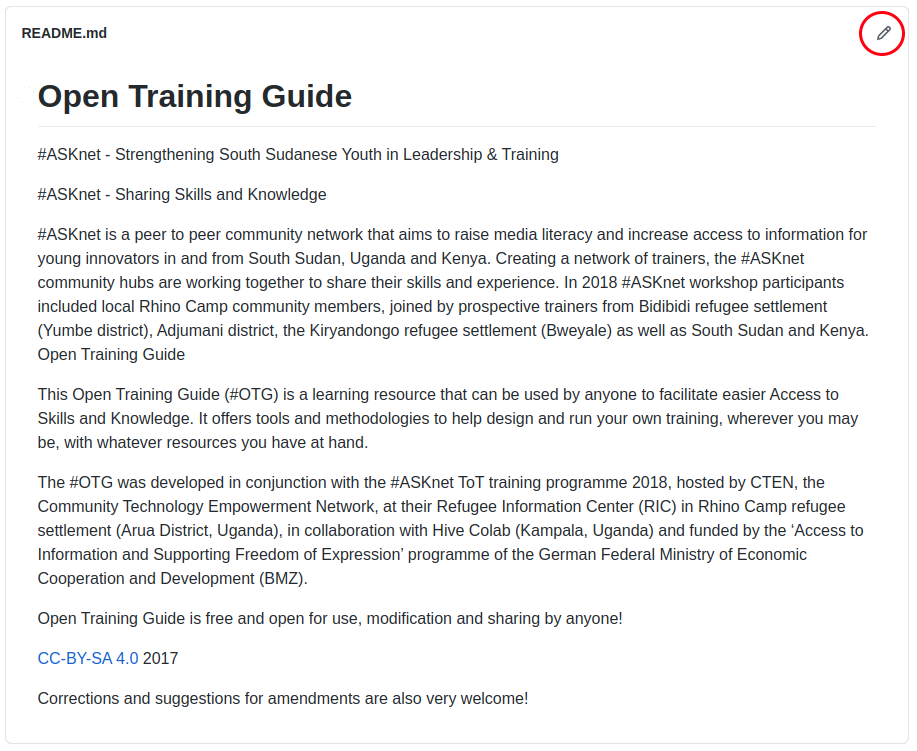 README.md
Open Training Guide
#ASKnet - Strengthening South Sudanese Youth in Leadership & Training
#ASKnet - Sharing Skills and Knowledge
#ASKnet is a peer to peer community network that aims to raise media literacy and increase access to information for
young innovators in and from South Sudan, Uganda and Kenya. Creating a network of trainers, the #ASKnet
community hubs are working together to share their skills and experience. In 2018 #ASKnet workshop participants
included local Rhino Camp community members, joined by prospective trainers from Bidibidi refugee settlement
(Yumbe district), Adjumani district, the Kiryandongo refugee settlement (Bweyale) as well as South Sudan and Kenya.
Open Training Guide
This Open Training Guide (#OTG) is a learning resource that can be used by anyone to facilitate easier Access to
Skills and Knowledge. It offers tools and methodologies to help design and run your own training, wherever you may
be, with whatever resources you have at hand.
The #OTG was developed in conjunction with the #ASKnet ToT training programme 2018, hosted by CTEN, the
Community Technology Empowerment Network, at their Refugee Information Center (RIC) in Rhino Camp refugee
settlement (Arua District, Uganda), in collaboration with Hive Colab (Kampala, Uganda) and funded by the ‘Access to
Information and Supporting Freedom of Expression’ programme of the German Federal Ministry of Economic
Cooperation and Development (BMZ).
Open Training Guide is free and open for use, modification and sharing by anyone!
CC-BY-SA 4.0 2017
Corrections and suggestions for amendments are also very welcome!